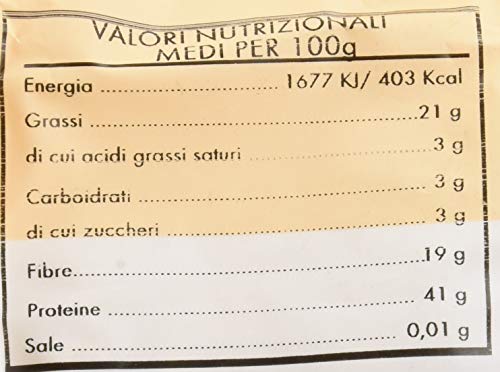 VALORI NUTRIZIONALI
MEDI PER 100g
Energia ........................ 1677 KJ/ 403 Kcal
Grassi ................................................21 g
di cui acidi grassi saturi ........................... 3 g
Carboidrati ........................................... 3 g
di cui zuccheri ....................................... 3 g
Fibre..................................................19 g
Proteine .............................................. 41 g
Sale .................................................. 0,01 g